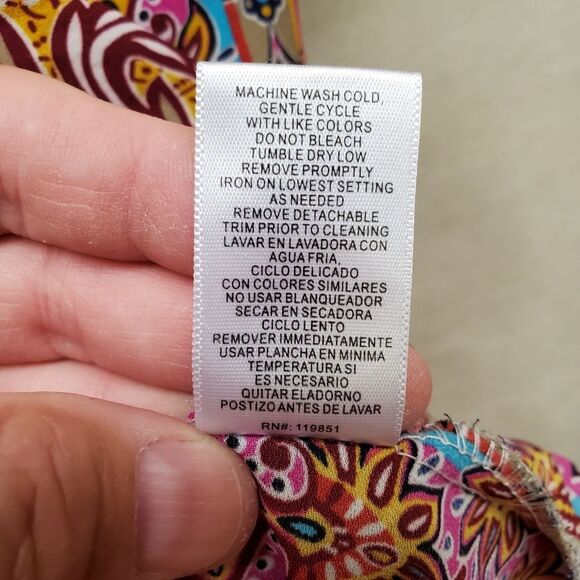 MACHINE WASH COLD,
GENTLE CYCLE
WITH LIKE COLORS
DO NOT BLEACH
TUMBLE DRY LOW
REMOVE PROMPTLY
IRON ON LOWEST SETTING
AS NEEDED
REMOVE DETACHABLE
TRIM PRIOR TO CLEANING
LAVAR EN LAVADORA CON
AGUA FRIA,
CICLO DELICADO
CON COLORES SIMILARES
NO USAR BLANQUEADOR
SECAR EN SECADORA
CICLO LENTO
REMOVER IMMEDIATAMENTE
USAR PLANCHA EN MINIMA
TEMPERATURA SI
ES NECESARIO
QUITAR ELADORNO
POSTIZO ANTES DE LAVAR
RN#: 119851